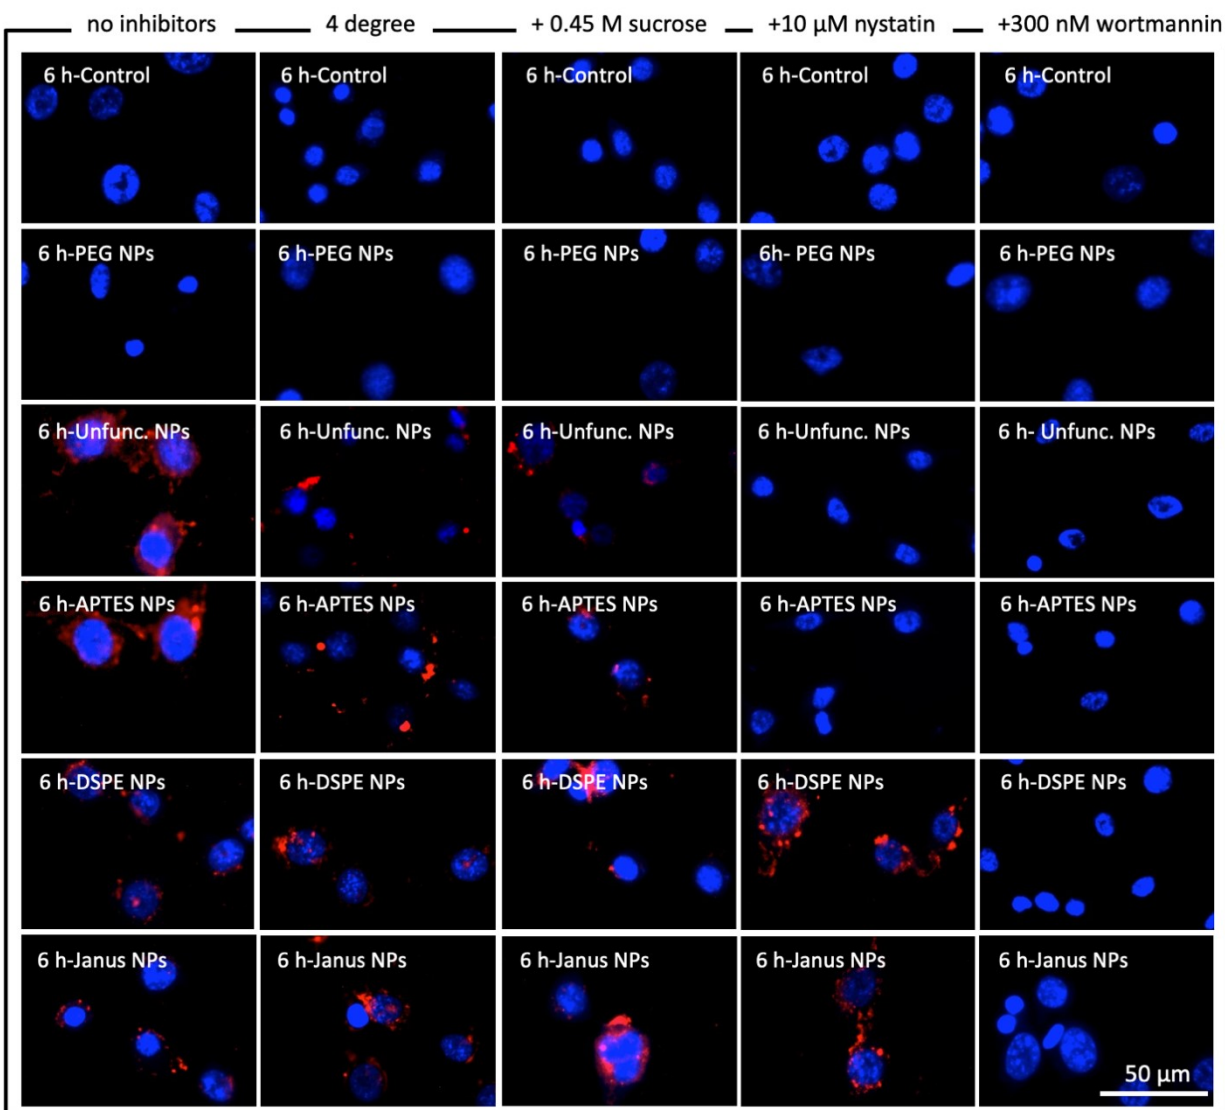 no inhibitors 4 degree + 0.45 M sucrose +10 µM nystatin +300 nM wortmannin
6 h-Control 6 h-Control 6 h-Control 6 h-Control 6 h-Control
6 h-PEG NPs 6 h-PEG NPs 6 h-PEG NPs 6h- PEG NPs 6 h-PEG NPs
6 h-Unfunc. NPs 6 h-Unfunc. NPs 6 h-Unfunc. NPs 6 h-Unfunc. NPs 6 h- Unfunc. NPs
6 h-APTES NPs 6 h-APTES NPs 6 h-APTES NPs 6 h-APTES NPs 6 h-APTES NPs
6 h-DSPE NPs 6 h-DSPE NPs 6 h-DSPE NPs 6 h-DSPE NPs 6 h-DSPE NPs
6 h-Janus NPs 6 h-Janus NPs 6 h-Janus NPs 6 h-Janus NPs 6 h-Janus NPs
50 µm